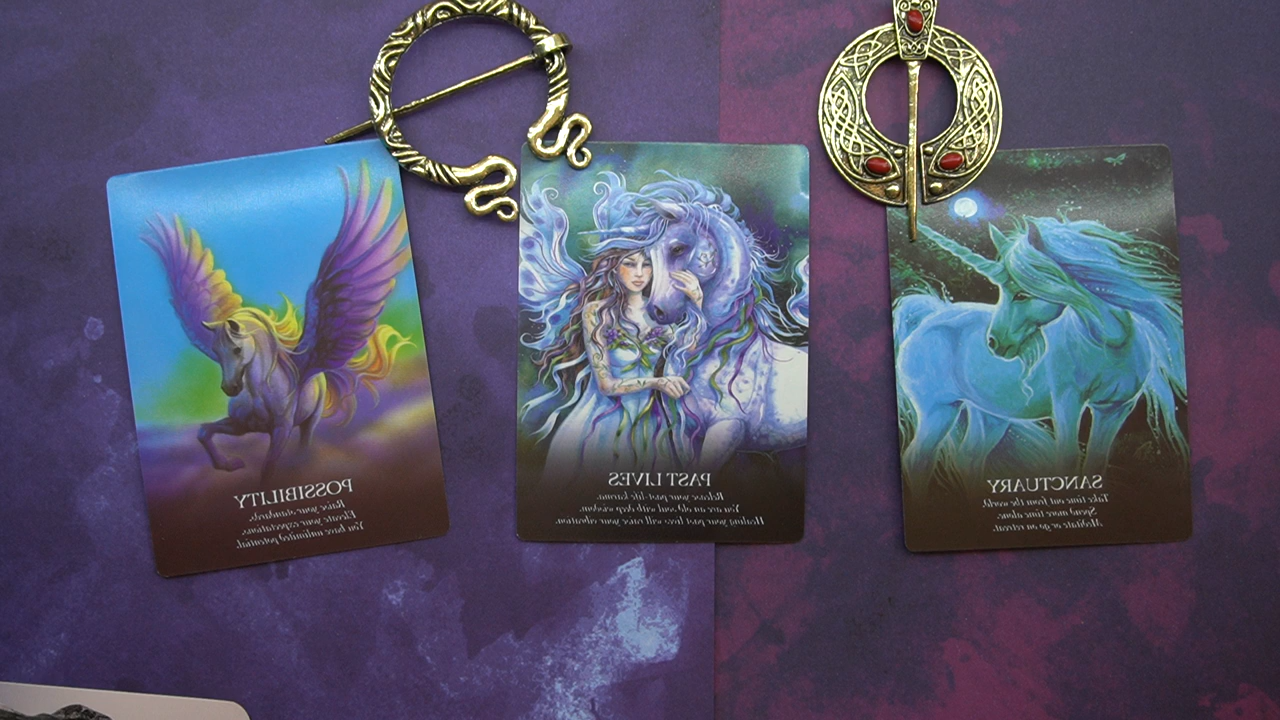 POSSIBILITY
Raise your standards.
Elevate your expectations.
You have unlimited potential.
PAST LIVES
Release your past-life karma.
You are an old soul with deep wisdom.
Healing your past lives will raise your vibration.
SANCTUARY
Take time out from the world.
Spend more time alone.
Meditate or go on retreat.